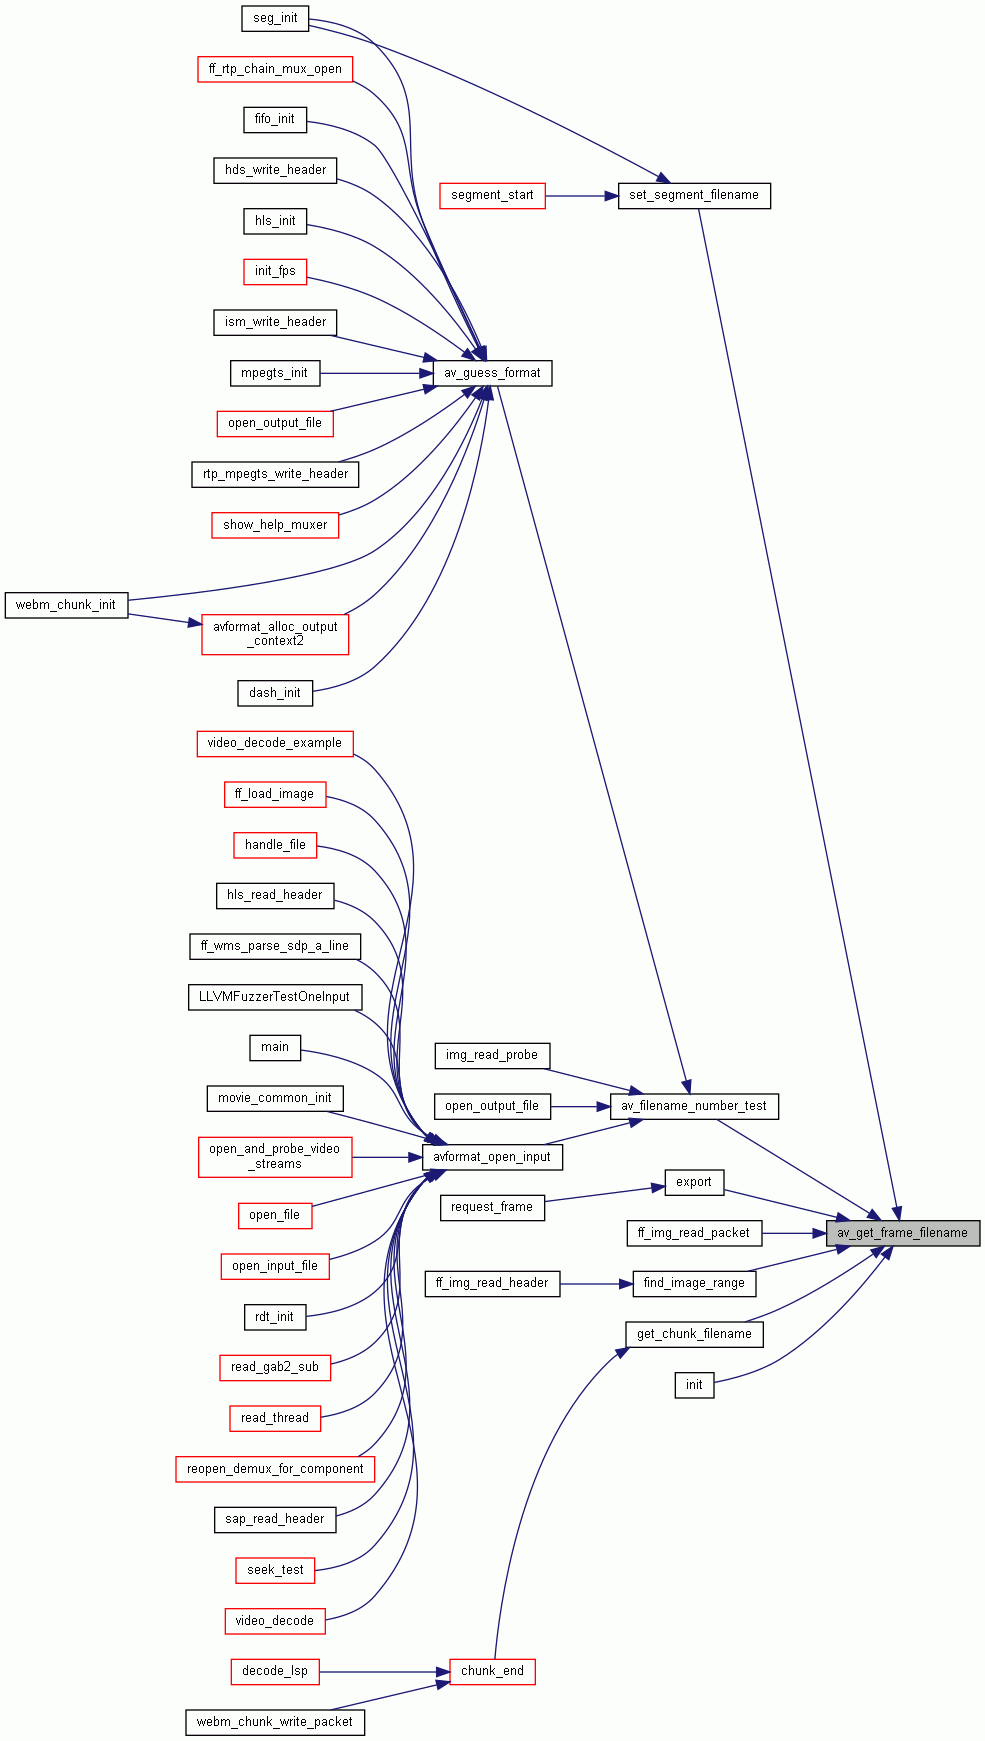 seg_init
ff_rtp_chain_mux_open
fifo_init
hds_write_header
segment_start
set_segment_filename
hls_init
init_fps
ism_write_header
mpegts_init
av_guess_format
open_output_file
rtp_mpegts_write_header
show_help_muxer
webm_chunk_init
avformat_alloc_output
_context2
dash_init
video_decode_example
ff_load_image
handle_file
hls_read_header
ff_wms_parse_sdp_a_line
LLVMFuzzerTestOneInput
main
img_read_probe
movie_common_init
open_output_file
av_filename_number_test
open_and_probe_video
_streams
avformat_open_input
export
open_file
request_frame
ff_img_read_packet
av_get_frame_filename
open_input_file
ff_img_read_header
find_image_range
rdt_init
get_chunk_filename
read_gab2_sub
init
read_thread
reopen_demux_for_component
sap_read_header
seek_test
video_decode
decode_lsp
chunk_end
webm_chunk_write_packet